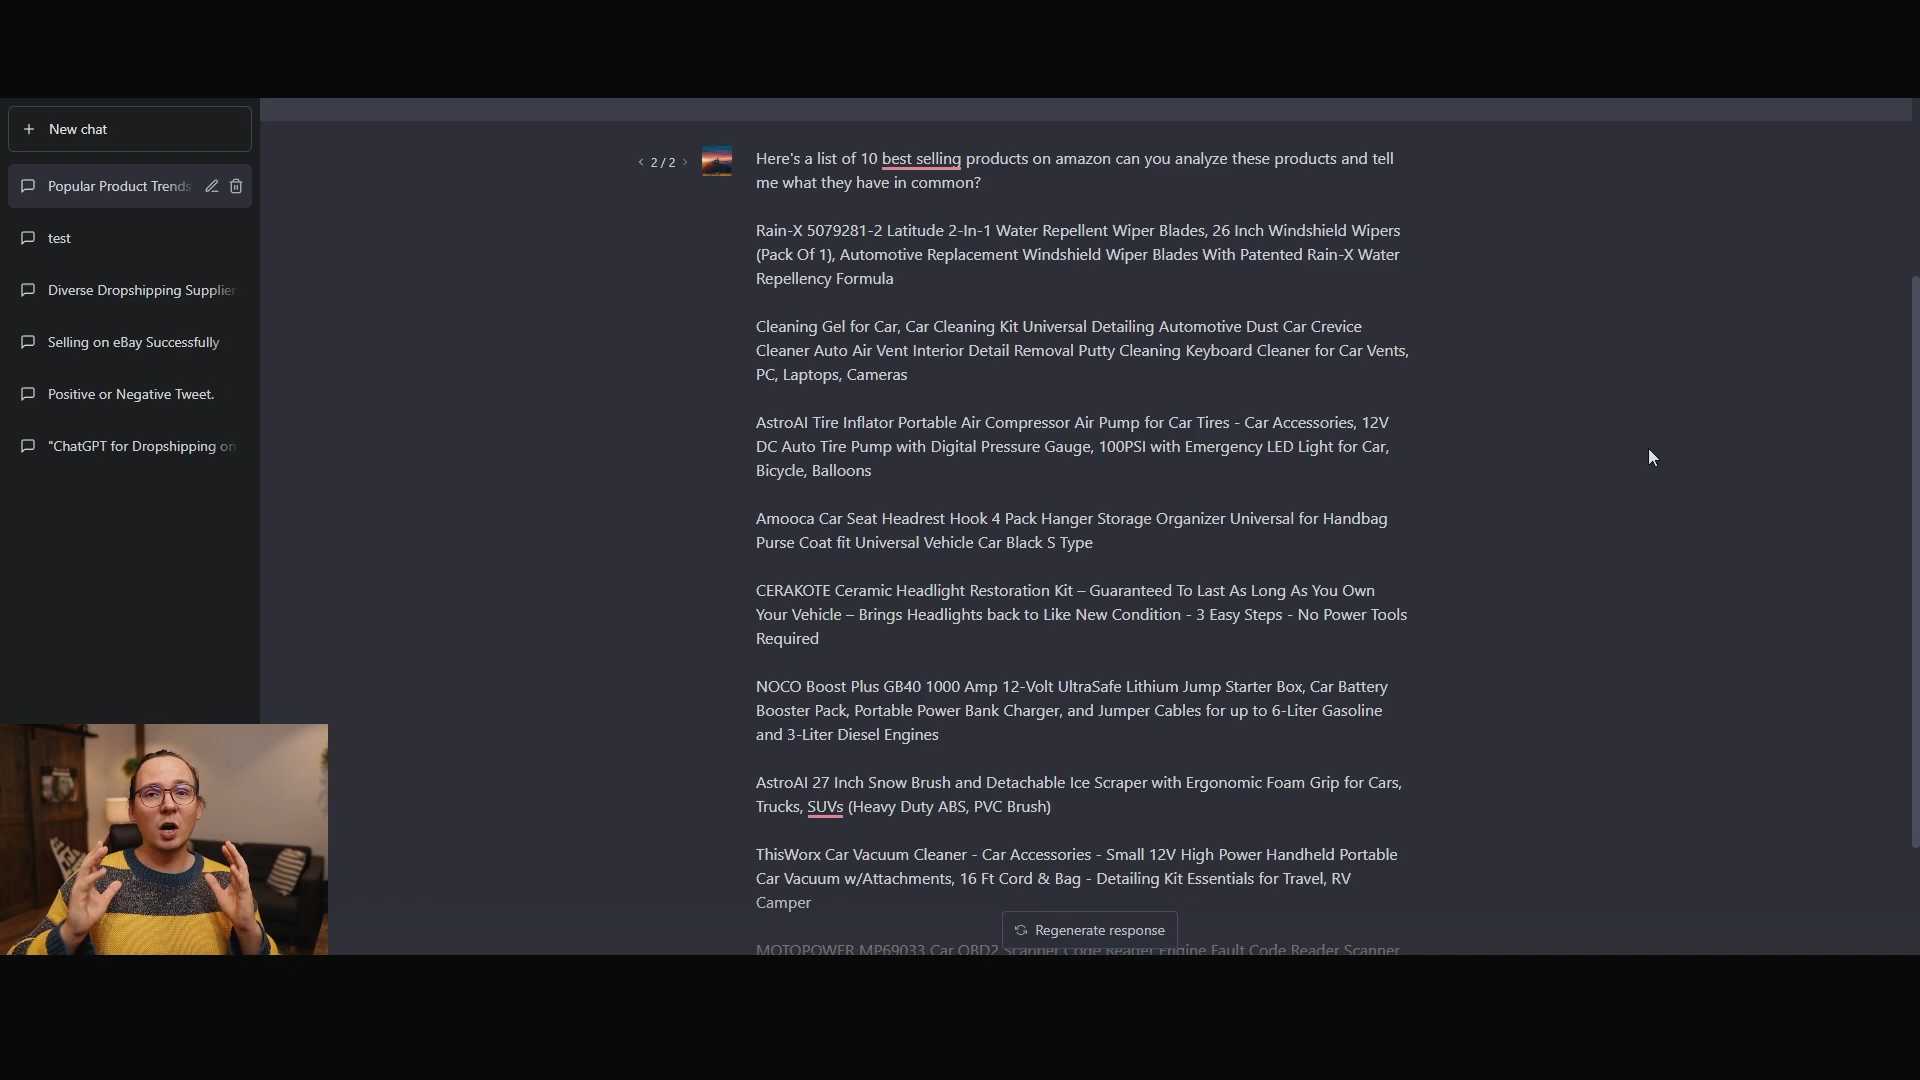 New chat
Popular Product Trends
test
Diverse Dropshipping Supplier
Selling on eBay Successfully
Positive or Negative Tweet.
"ChatGPT for Dropshipping on
2 / 2
Here's a list of 10 best selling products on amazon can you analyze these products and tell
me what they have in common?
Rain-X 5079281-2 Latitude 2-In-1 Water Repellent Wiper Blades, 26 Inch Windshield Wipers
(Pack Of 1), Automotive Replacement Windshield Wiper Blades With Patented Rain-X Water
Repellency Formula
Cleaning Gel for Car, Car Cleaning Kit Universal Detailing Automotive Dust Car Crevice
Cleaner Auto Air Vent Interior Detail Removal Putty Cleaning Keyboard Cleaner for Car Vents,
PC, Laptops, Cameras
AstroAI Tire Inflator Portable Air Compressor Air Pump for Car Tires - Car Accessories, 12V
DC Auto Tire Pump with Digital Pressure Gauge, 100PSI with Emergency LED Light for Car,
Bicycle, Balloons
Amooca Car Seat Headrest Hook 4 Pack Hanger Storage Organizer Universal for Handbag
Purse Coat fit Universal Vehicle Car Black S Type
CERAKOTE Ceramic Headlight Restoration Kit – Guaranteed To Last As Long As You Own
Your Vehicle – Brings Headlights back to Like New Condition - 3 Easy Steps - No Power Tools
Required
NOCO Boost Plus GB40 1000 Amp 12-Volt UltraSafe Lithium Jump Starter Box, Car Battery
Booster Pack, Portable Power Bank Charger, and Jumper Cables for up to 6-Liter Gasoline
and 3-Liter Diesel Engines
AstroAI 27 Inch Snow Brush and Detachable Ice Scraper with Ergonomic Foam Grip for Cars,
Trucks, SUVs (Heavy Duty ABS, PVC Brush)
ThisWorx Car Vacuum Cleaner - Car Accessories - Small 12V High Power Handheld Portable
Car Vacuum w/Attachments, 16 Ft Cord & Bag - Detailing Kit Essentials for Travel, RV
Camper
Regenerate response
MOTOPOWER MP69033 Car OBD2 Scanner Code Reader Engine Fault Code Reader Scanner